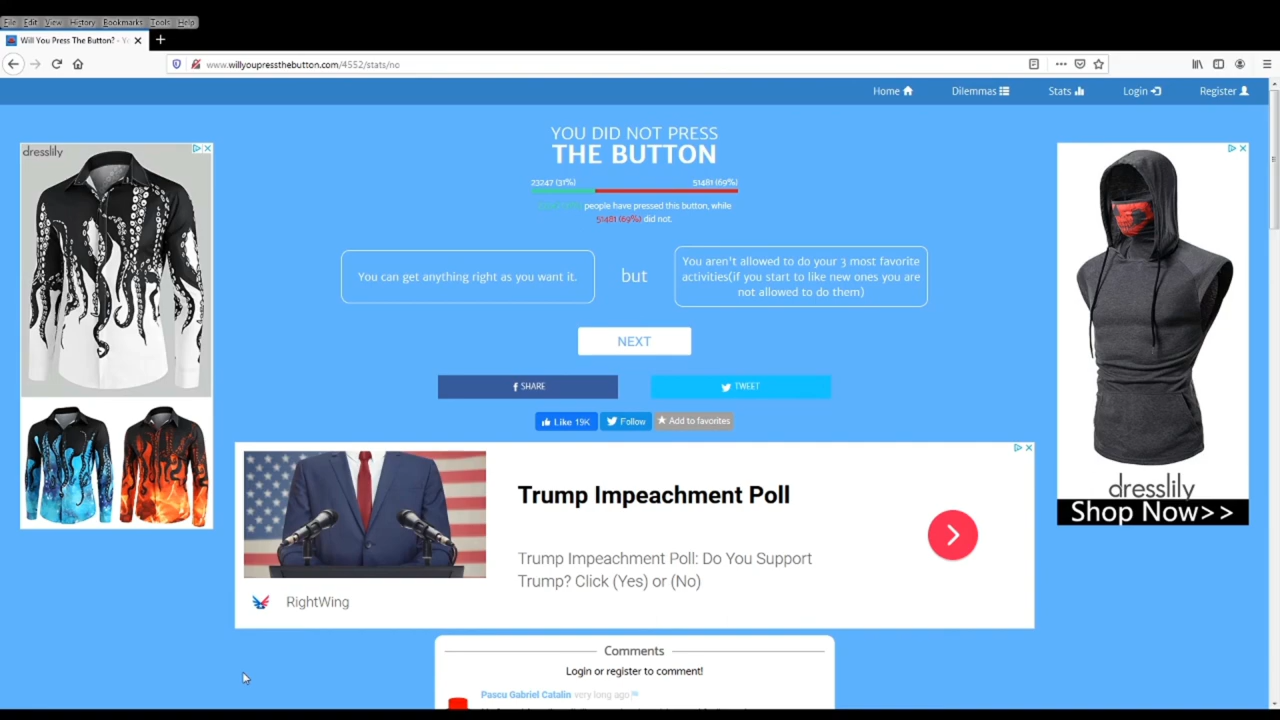 File Edit View History Bookmarks Tools Help
Will You Press The Button? - Yo
www.willyoupressthebutton.com/4552/stats/no
Home Dilemmas Stats Login Register
YOU DID NOT PRESS
THE BUTTON
23247 (31%) 51481 (69%)
people have pressed this button, while
51481 (69%) did not.
You can get anything right as you want it.
but
You aren't allowed to do your 3 most favorite
activities(if you start to like new ones you are
not allowed to do them)
NEXT
SHARE TWEET
Like 19K Follow Add to favorites
dresslily
Trump Impeachment Poll
Trump Impeachment Poll: Do You Support
Trump? Click (Yes) or (No)
RightWing
dresslily
Shop Now>>
Comments
Login or register to comment!
Pascu Gabriel Catalin very long ago